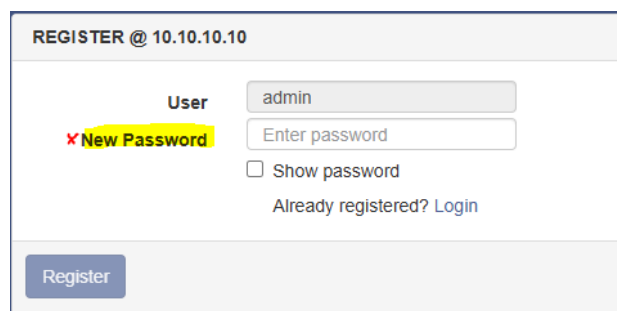 REGISTER @ 10.10.10.10
User admin
✘New Password Enter password
Show password
Already registered? Login
Register